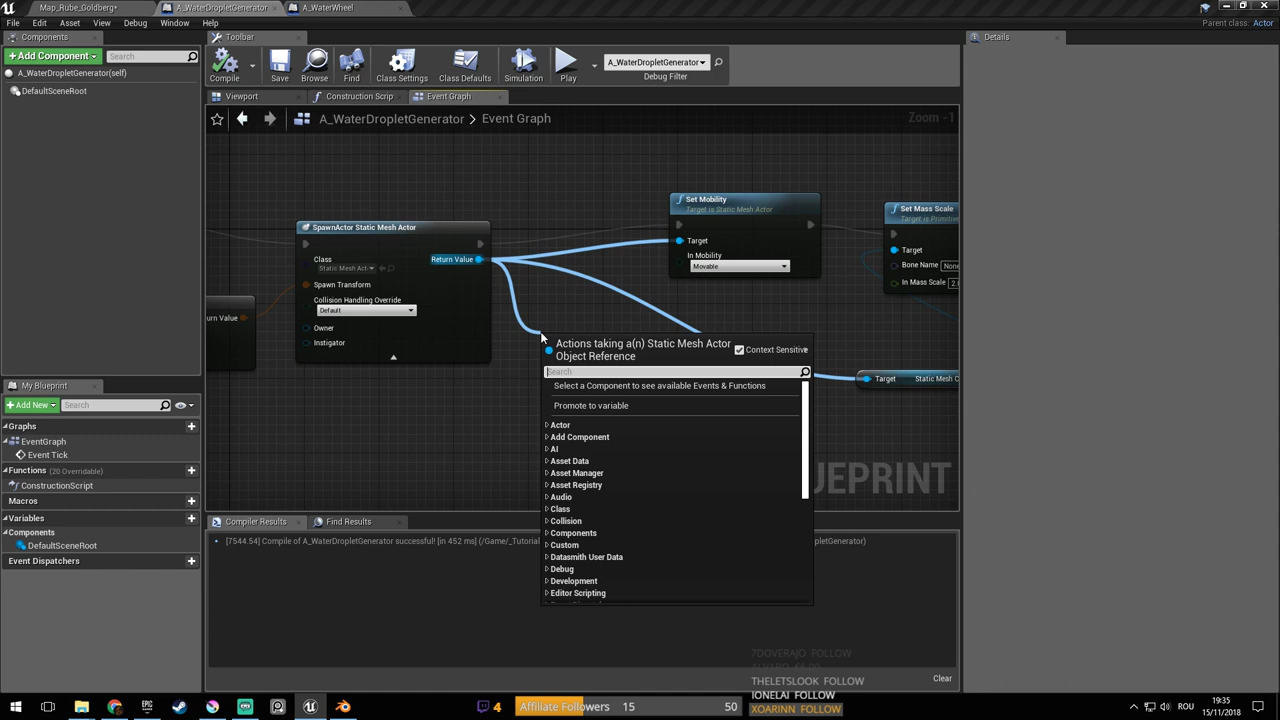 Map_Rube_Goldberg*
A_WaterDropletGenerator
A_WaterWheel
File
Edit
Asset
View
Debug
Window
Help
Parent class: Actor
Components
Toolbar
Details
+Add Component
Search
A_WaterDropletGenerator(self)
DefaultSceneRoot
Compile
Save
Browse
Find
Class Settings
Class Defaults
Simulation
Play
A_WaterDropletGenerator
Debug Filter
Viewport
Construction Scrip
Event Graph
A_WaterDropletGenerator > Event Graph
Zoom -1
SpawnActor Static Mesh Actor
Class
Static Mesh Act
Return Value
Spawn Transform
Collision Handling Override
Default
Owner
Instigator
urn Value
Set Mobility
Target is Static Mesh Actor
Target
In Mobility
Movable
Set Mass Scale
Target is Primitive
Target
Bone Name
None
In Mass Scale
2.
Target
Static Mesh C
Actions taking a(n) Static Mesh Actor
Object Reference
Context Sensitive
Search
Select a Component to see available Events & Functions
Promote to variable
Actor
Add Component
AI
Asset Data
Asset Manager
Asset Registry
Audio
Class
Collision
Components
Custom
Datasmith User Data
Debug
Development
Editor Scripting
UEPRINT
My Blueprint
+Add New
Search
Graphs
EventGraph
Event Tick
Functions (20 Overridable)
ConstructionScript
Macros
Variables
Components
DefaultSceneRoot
Event Dispatchers
Compiler Results
Find Results
[7544.54] Compile of A_WaterDropletGenerator successful! [in 452 ms] (/Game/_Tutorial
pletGenerator)
Clear
7DOVERAJO FOLLOW
THELETSLOOK FOLLOW
IONELAI FOLLOW
XOARINN FOLLOW
4
Affiliate Followers
15
50
ROU
19:35
15/11/2018